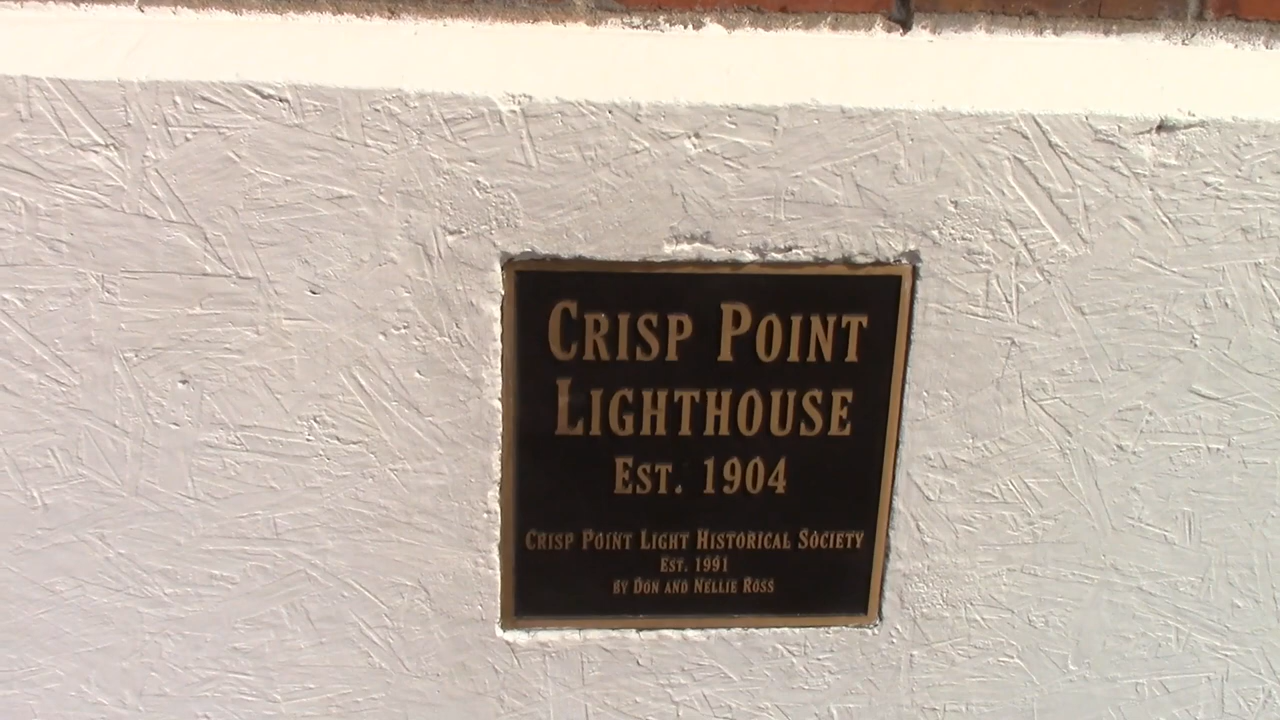 Crisp Point
Lighthouse
Est. 1904
Crisp Point Light Historical Society
Est. 1991
by Don and Nellie Ross